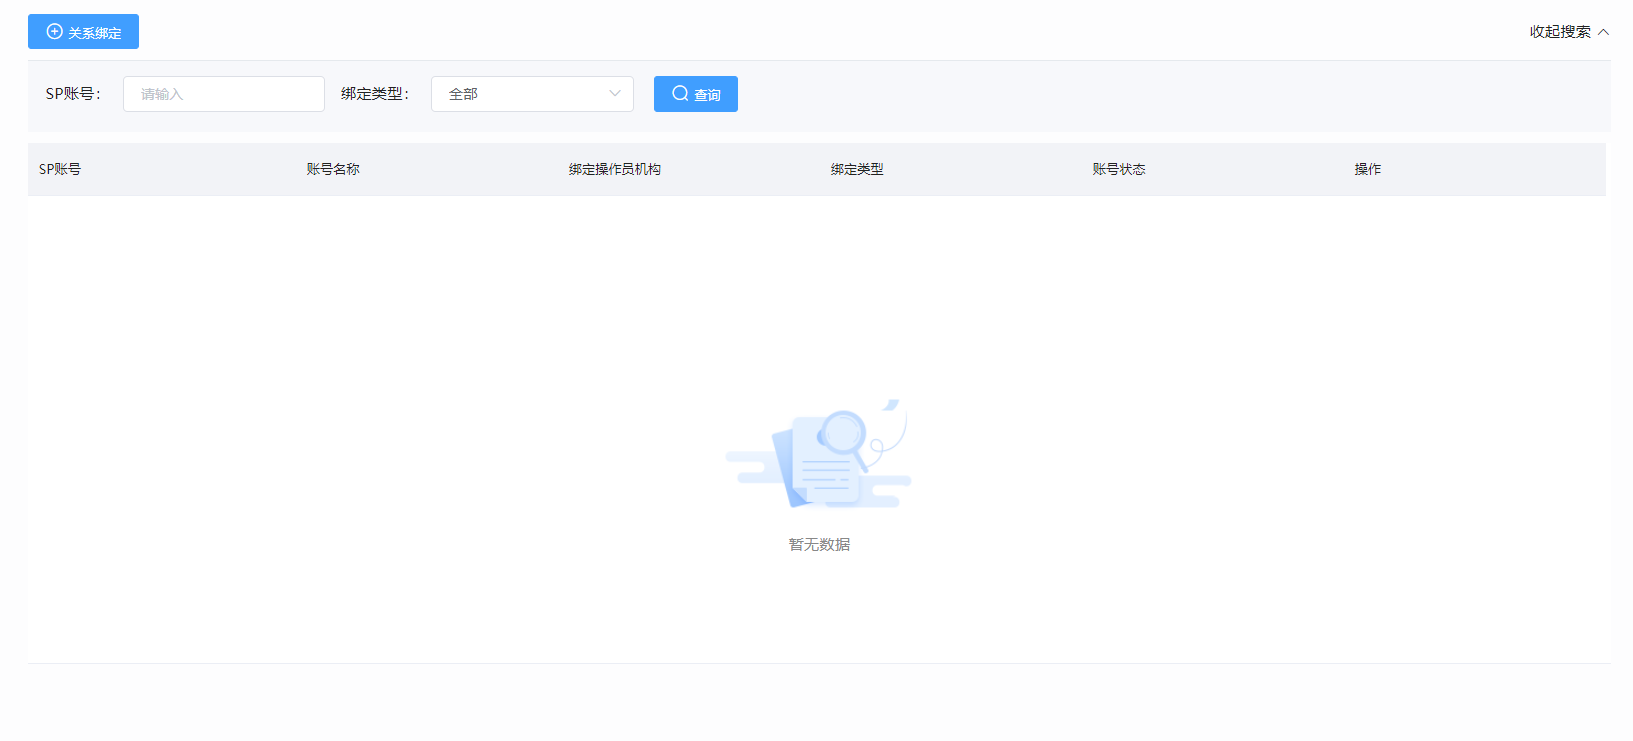 关系绑定
收起搜索
SP账号：
请输入
绑定类型：
全部
查询
SP账号
账号名称
绑定操作员机构
绑定类型
账号状态
操作
暂无数据